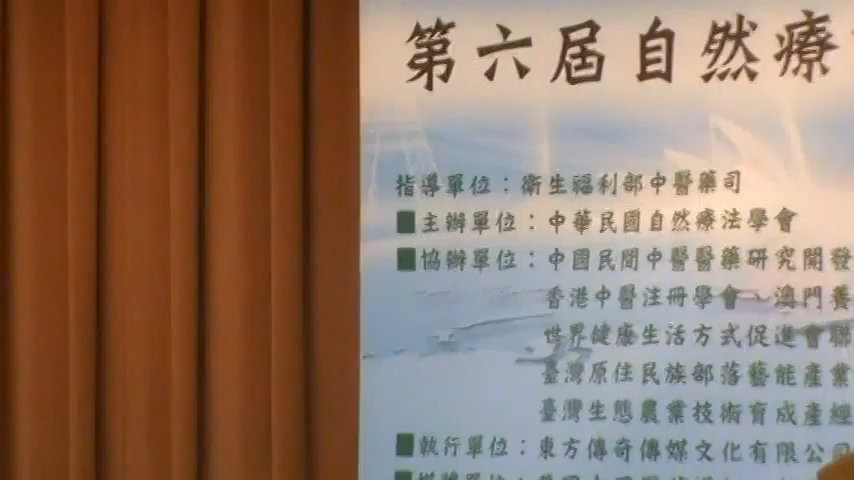 第六屆自然療
指導單位：衛生福利部中醫藥司
■主辦單位：中華民國自然療法學會
■協辦單位：中國民間中醫醫藥研究開發
香港中醫注冊學會、澳門養
世界健康生活方式促進會聯
臺灣原住民族部落藝能產業
臺灣生態農業技術育成產經
■執行單位：東方傳奇傳媒文化有限公司